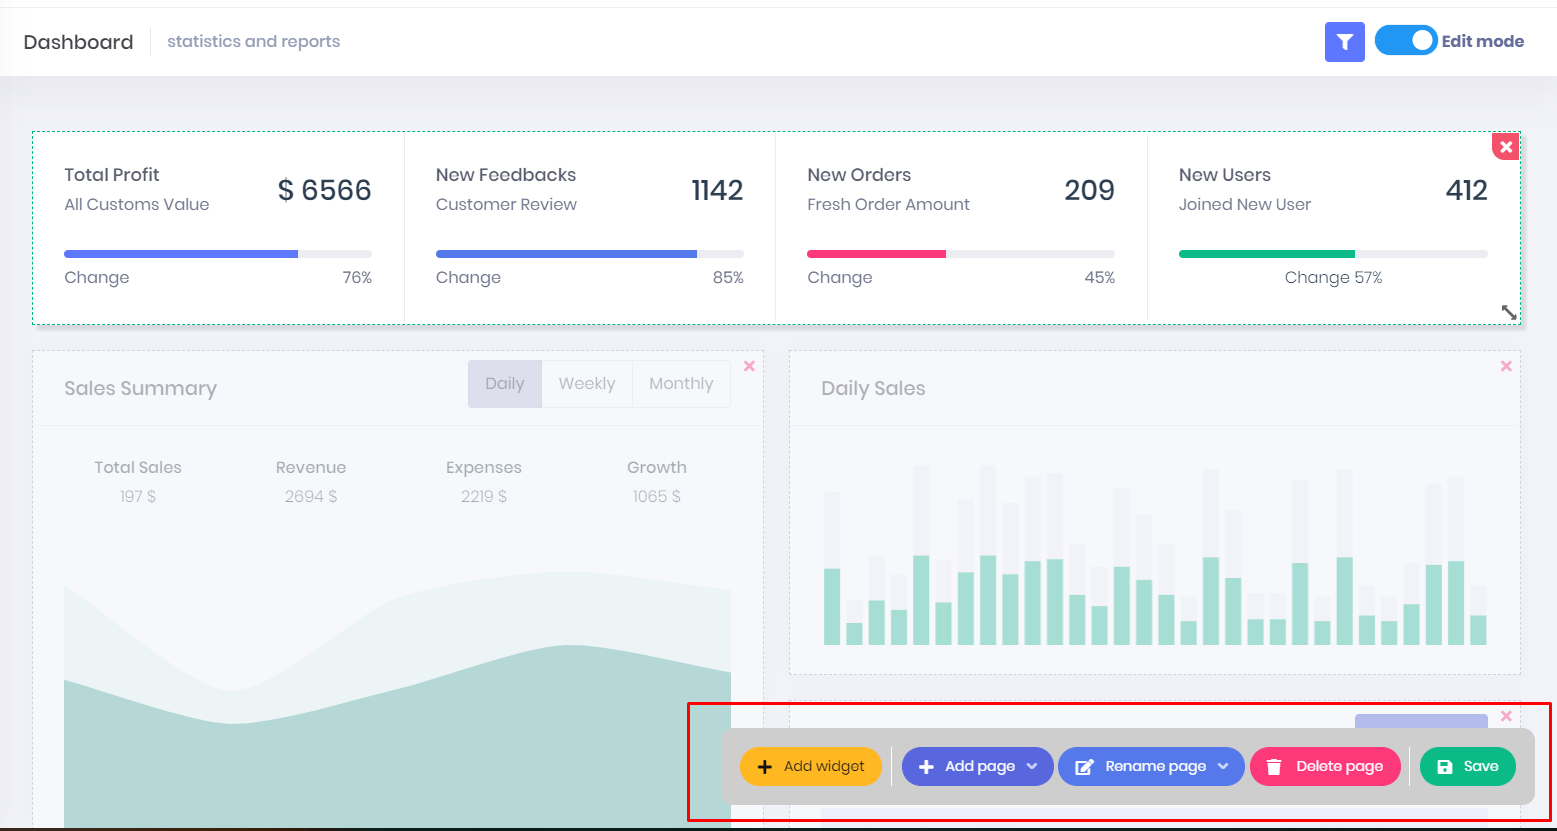 Dashboard
statistics and reports
Edit mode
Total Profit
All Customs Value
$ 6566
Change
76%
New Feedbacks
Customer Review
1142
Change
85%
New Orders
Fresh Order Amount
209
Change
45%
New Users
Joined New User
412
Change 57%
Sales Summary
Daily
Weekly
Monthly
Total Sales
197 $
Revenue
2694 $
Expenses
2219 $
Growth
1065 $
Daily Sales
Add widget
Add page
Rename page
Delete page
Save